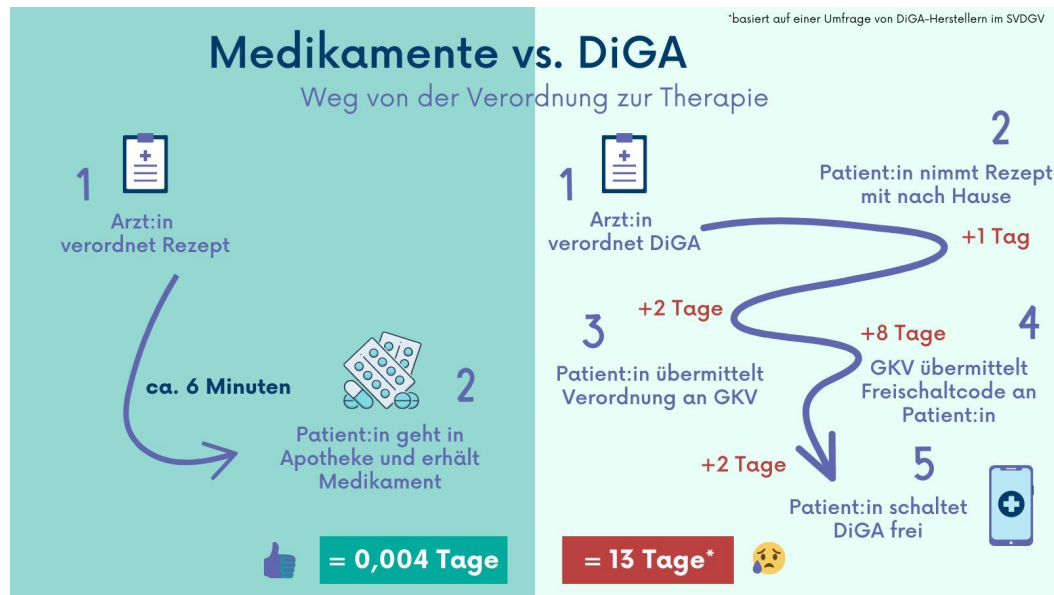 *basiert auf einer Umfrage von DiGA-Herstellern im SVDGV
Medikamente vs. DiGA
Weg von der Verordnung zur Therapie
1
Arzt:in
verordnet Rezept
ca. 6 Minuten
2
Patient:in geht in
Apotheke und erhält
Medikament
= 0,004 Tage
1
Arzt:in
verordnet DiGA
2
Patient:in nimmt Rezept
mit nach Hause
+1 Tag
+2 Tage
3
Patient:in übermittelt
Verordnung an GKV
+8 Tage
4
GKV übermittelt
Freischaltcode an
Patient:in
+2 Tage
5
Patient:in schaltet
DiGA frei
= 13 Tage*